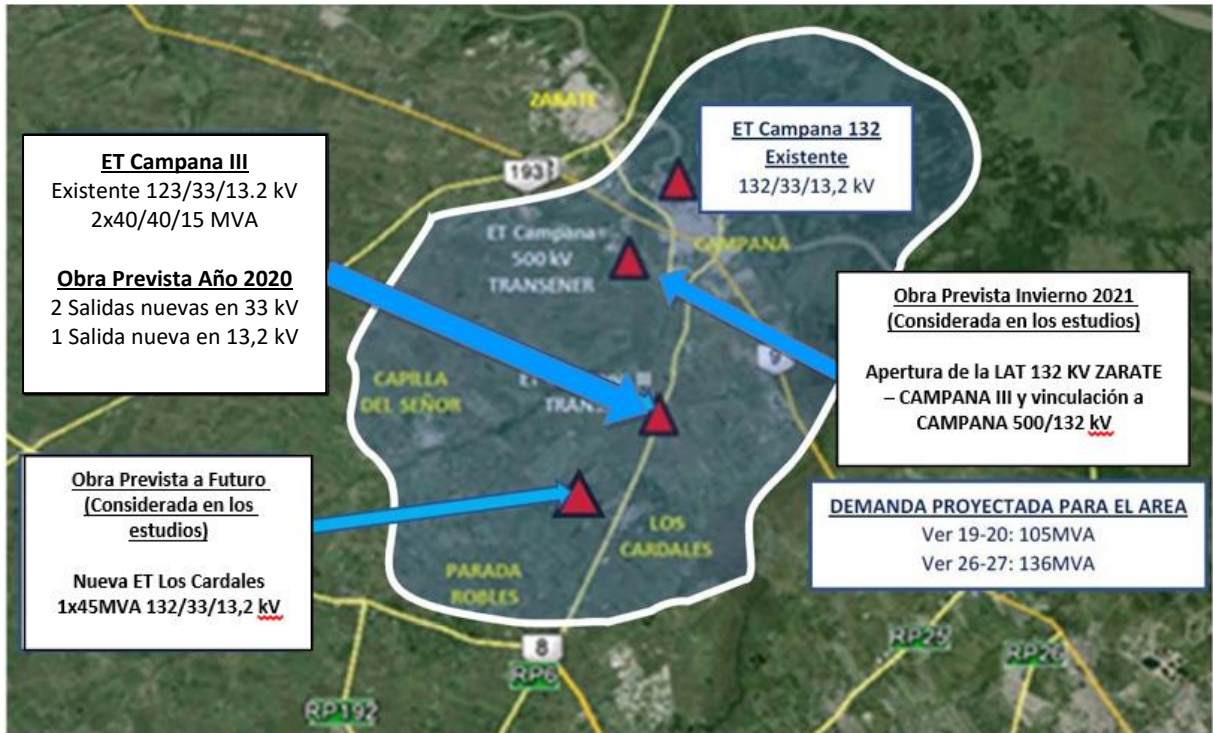 ZARATE
193
ET Campana 132
Existente
132/33/13,2 kV
ET Campana III
Existente 123/33/13.2 kV
2x40/40/15 MVA
Obra Prevista Año 2020
2 Salidas nuevas en 33 kV
1 Salida nueva en 13,2 kV
ET Campana
500 kV
TRANSENER
CAMPANA
Obra Prevista Invierno 2021
(Considerada en los estudios)
Apertura de la LAT 132 KV ZARATE
– CAMPANA III y vinculación a
CAMPANA 500/132 kV
9
CAPILLA
DEL SEÑOR
ET
III
TRAN
Obra Prevista a Futuro
(Considerada en los
estudios)
Nueva ET Los Cardales
1x45MVA 132/33/13,2 kV
LOS
CARDALES
PARADA
ROBLES
DEMANDA PROYECTADA PARA EL AREA
Ver 19-20: 105MVA
Ver 26-27: 136MVA
8
RP6
RP25
RP26
RP192